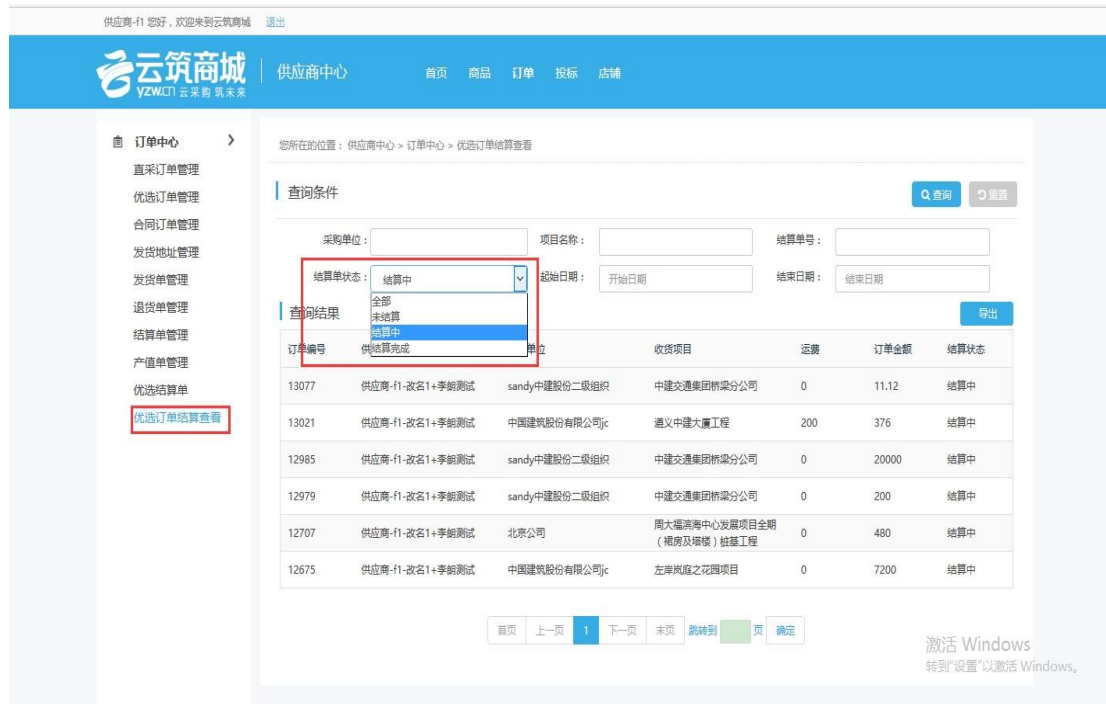 供应商-f1 您好，欢迎来到云筑商城 退出
云筑商城
yzw.cn 云采购 筑未来
供应商中心 首页 商品 订单 投标 店铺
订单中心
直采订单管理
优选订单管理
合同订单管理
发货地址管理
发货单管理
退货单管理
结算单管理
产值单管理
优选结算单
优选订单结算查看
您所在的位置：供应商中心 > 订单中心 > 优选订单结算查看
查询条件 查询 重置
采购单位： 项目名称： 结算单号：
结算单状态： 结算中 起始日期： 开始日期 结束日期： 结束日期
全部
未结算
结算中
结算完成
查询结果 导出
订单编号 供 单位 收货项目 运费 订单金额 结算状态
13077 供应商-f1-改名1+李朗测试 sandy中建股份二级组织 中建交通集团桥梁分公司 0 11.12 结算中
13021 供应商-f1-改名1+李朗测试 中国建筑股份有限公司jc 遵义中建大厦工程 200 376 结算中
12985 供应商-f1-改名1+李朗测试 sandy中建股份二级组织 中建交通集团桥梁分公司 0 20000 结算中
12979 供应商-f1-改名1+李朗测试 sandy中建股份二级组织 中建交通集团桥梁分公司 0 200 结算中
12707 供应商-f1-改名1+李朗测试 北京公司 周大福滨海中心发展项目全期
（裙房及塔楼）桩基工程 0 480 结算中
12675 供应商-f1-改名1+李朗测试 中国建筑股份有限公司jc 左岸岚庭之花园项目 0 7200 结算中
首页 上一页 1 下一页 末页 跳转到 页 确定
激活 Windows
转到"设置"以激活 Windows。